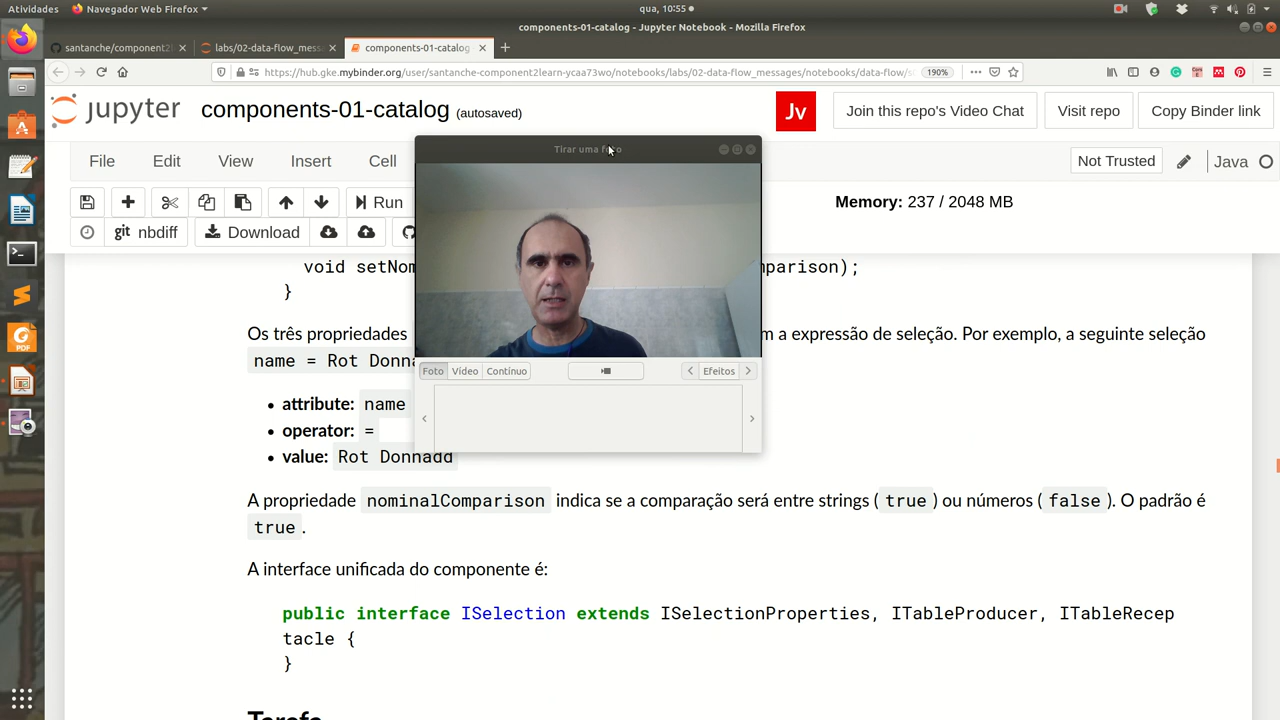 Atividades Navegador Web Firefox qua, 10:55
components-01-catalog - Jupyter Notebook - Mozilla Firefox
santanche/component2l labs/02-data-flow_mess components-01-catalog
https://hub.gke.mybinder.org/user/santanche-component2learn-ycaa73wo/notebooks/labs/02-data-flow_messages/notebooks/data-flow/s 190%
jupyter components-01-catalog (autosaved) Jv Join this repo's Video Chat Visit repo Copy Binder link
Tirar uma foto
File Edit View Insert Cell Not Trusted Java
Run Memory: 237 / 2048 MB
git nbdiff Download
void setNom parison);
}
Os três propriedades m a expressão de seleção. Por exemplo, a seguinte seleção
name = Rot Donna
Foto Vídeo Contínuo Efeitos
attribute: name
operator: =
value: Rot Donnadd
A propriedade nominalComparison indica se a comparação será entre strings ( true ) ou números ( false ). O padrão é
true .
A interface unificada do componente é:
public interface ISelection extends ISelectionProperties, ITableProducer, ITableRecep
tacle {
}
Tarefa